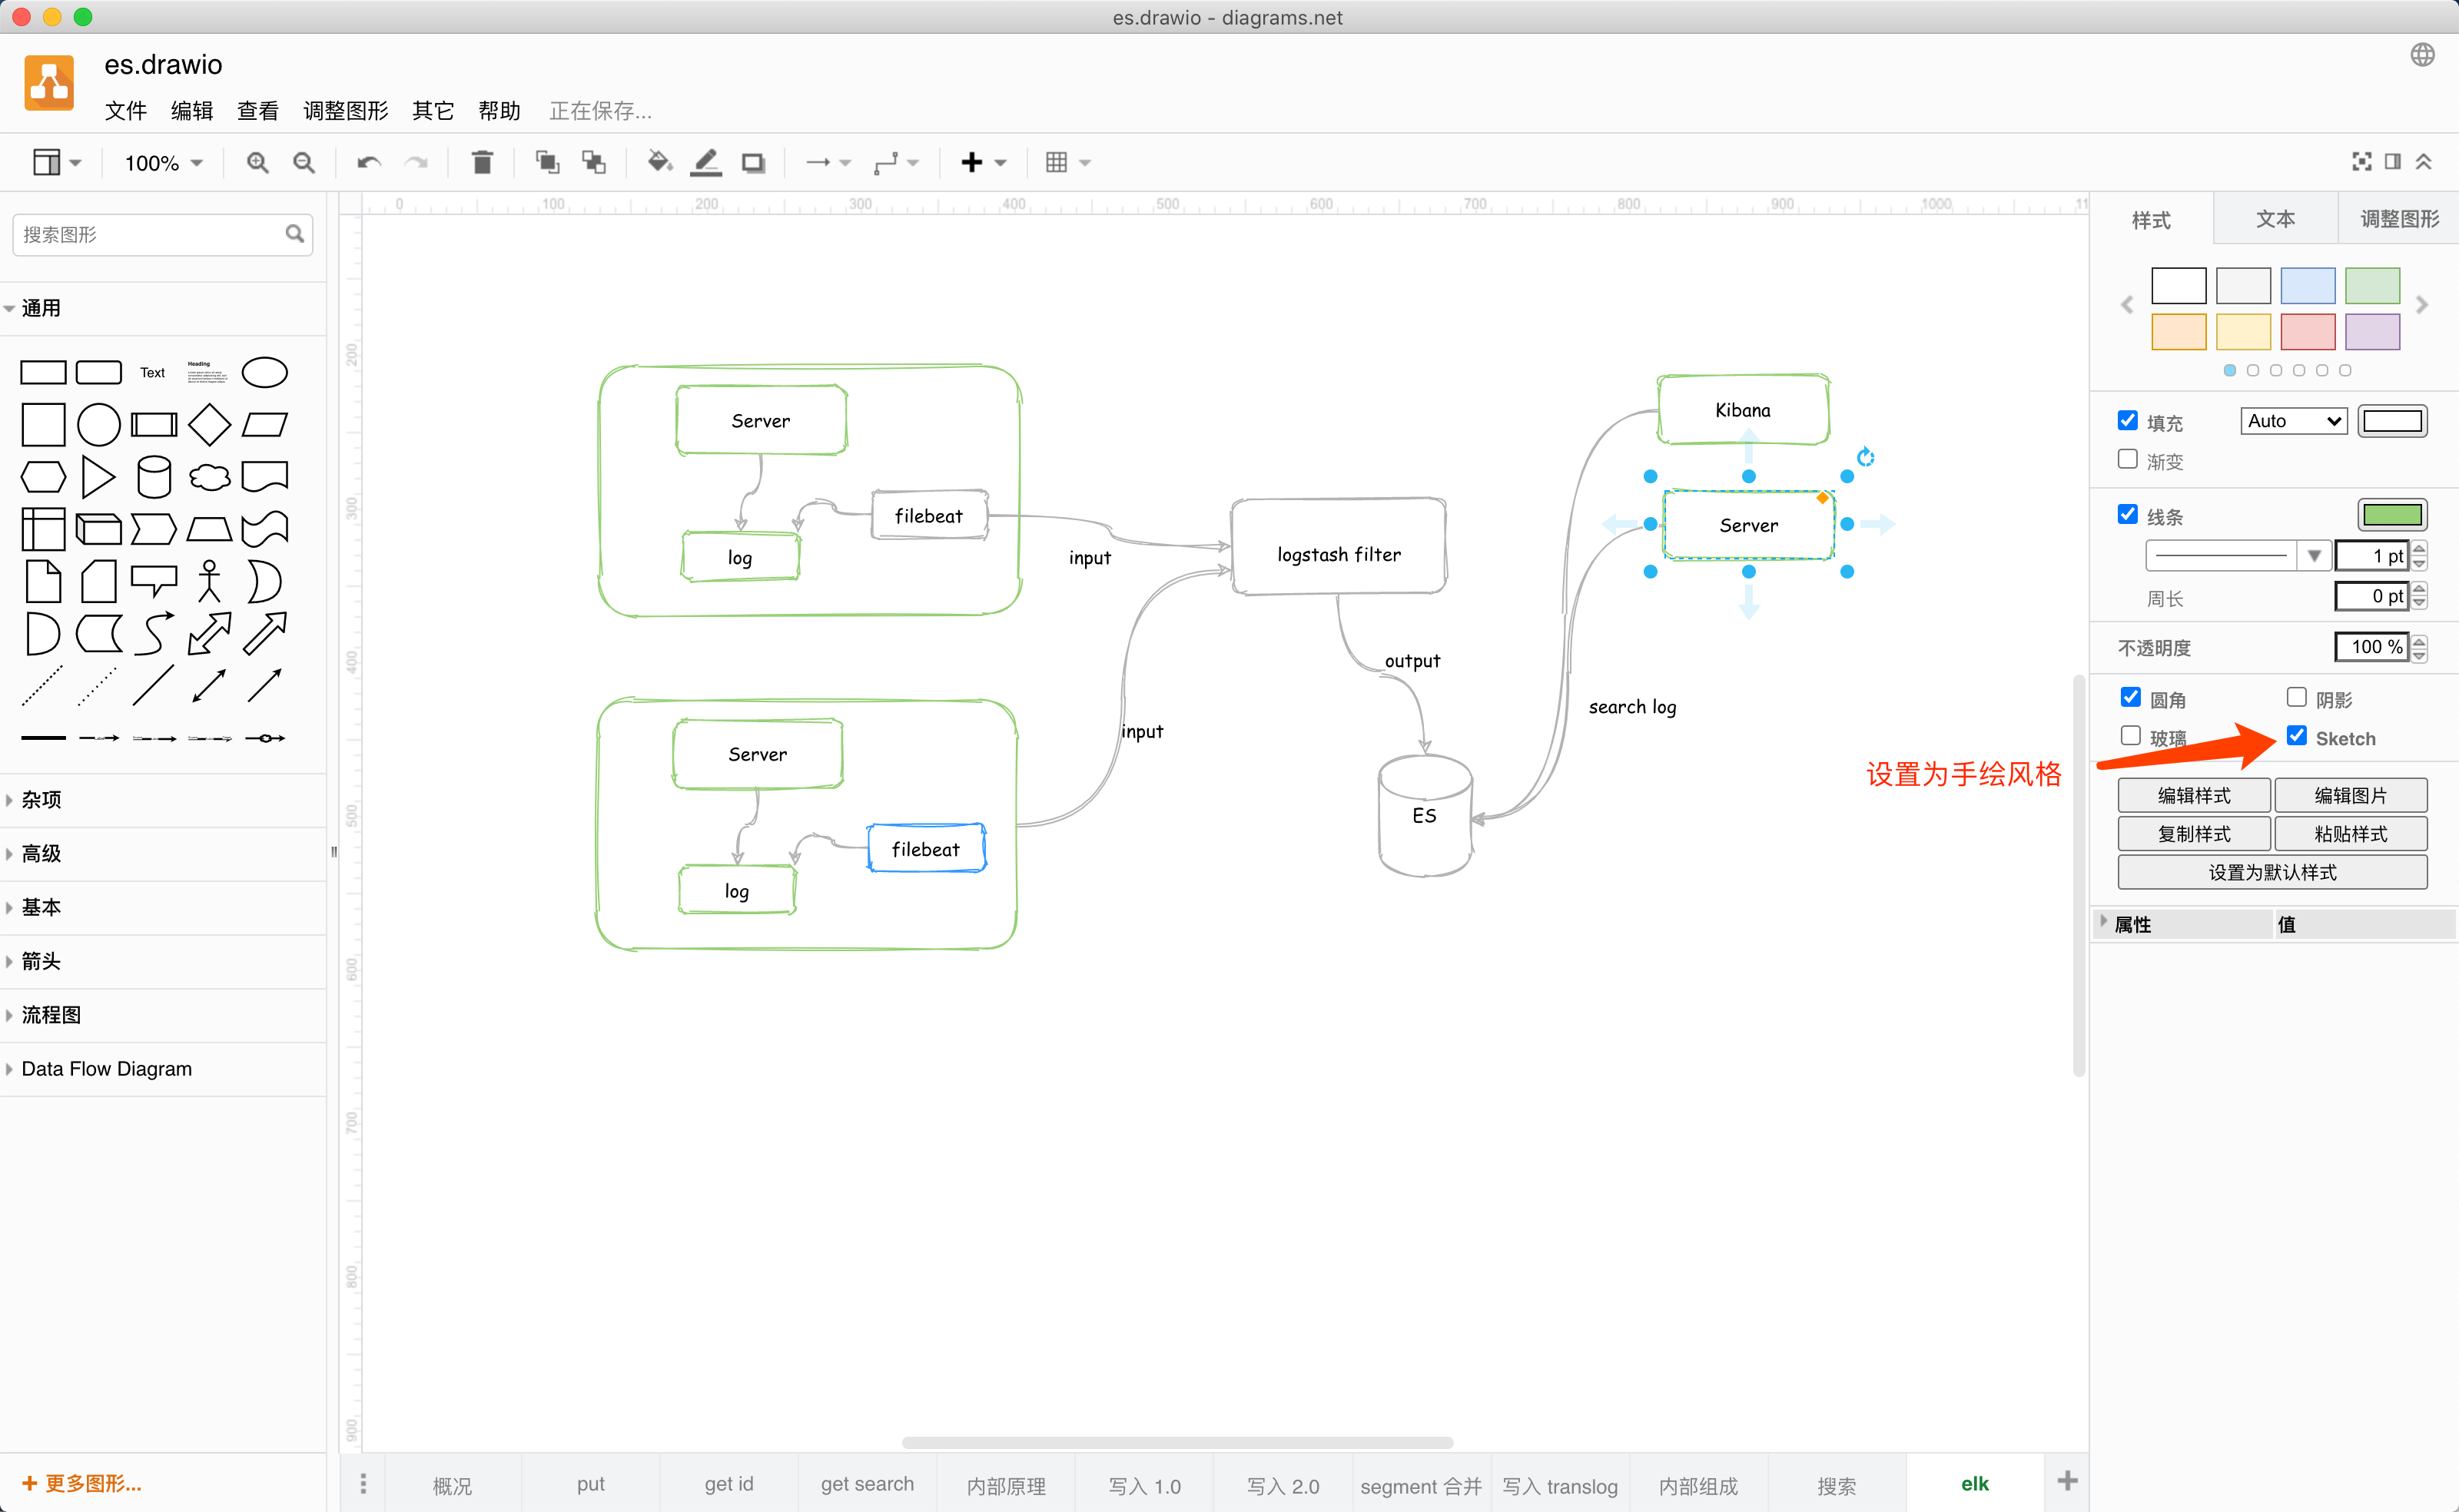 es.drawio - diagrams.net
es.drawio
文件 编辑 查看 调整图形 其它 帮助 正在保存...
100%
搜索图形
通用
Text
Heading
杂项
高级
基本
箭头
流程图
Data Flow Diagram
更多图形...
0 100 200 300 400 500 600 700 800 900 1000 11
200
300
400
500
600
700
800
900
Server
log
filebeat
input
Server
log
filebeat
input
logstash filter
output
ES
Kibana
Server
search log
设置为手绘风格
样式 文本 调整图形
填充 Auto
渐变
线条
1 pt
周长 0 pt
不透明度 100 %
圆角 阴影
玻璃 Sketch
编辑样式 编辑图片
复制样式 粘贴样式
设置为默认样式
属性 值
概况 put get id get search 内部原理 写入 1.0 写入 2.0 segment 合并 写入 translog 内部组成 搜索 elk